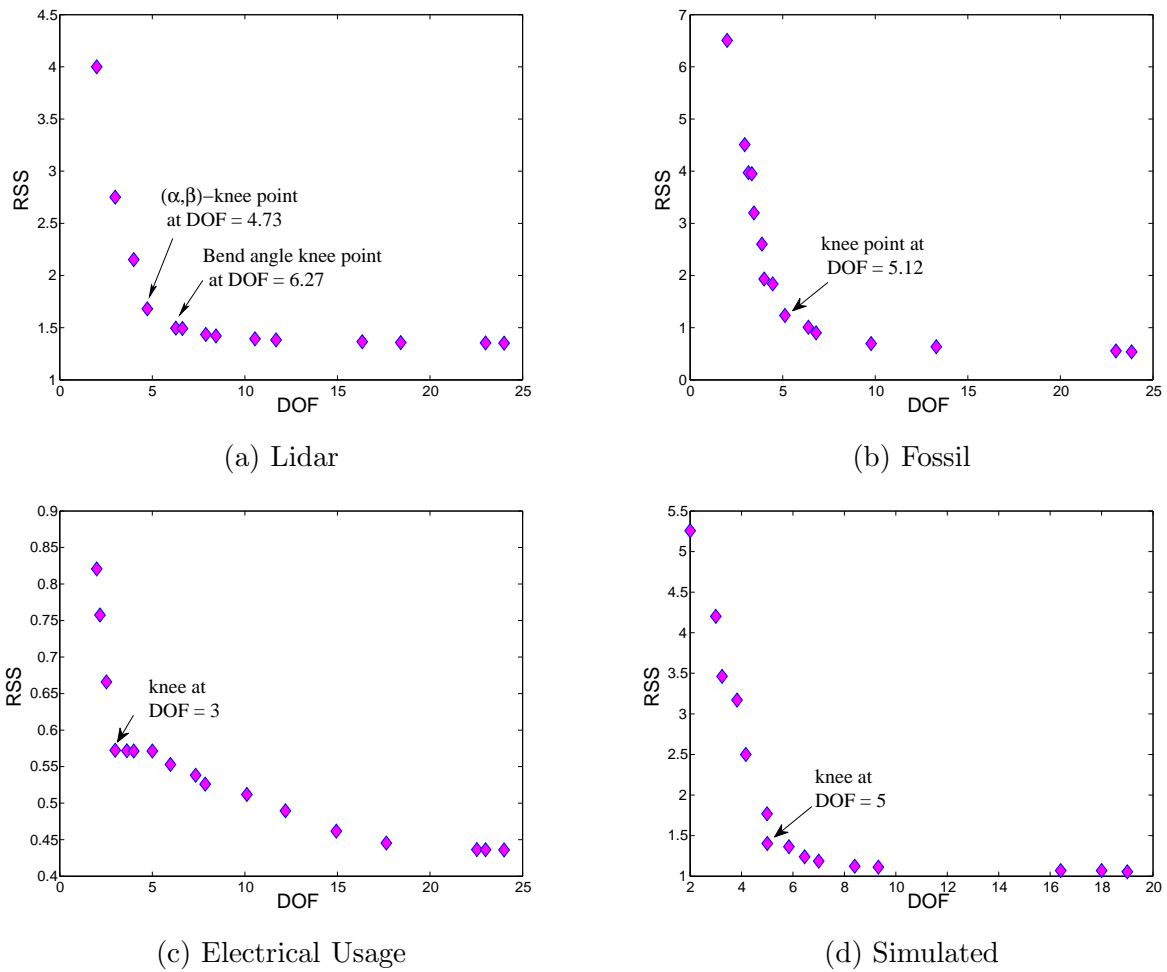 4.5
4
3.5
3
2.5
2
1.5
1
0
5
10
15
20
25
RSS
DOF
(α,β)−knee point
at DOF = 4.73
Bend angle knee point
at DOF = 6.27
(a) Lidar
7
6
5
4
3
2
1
0
0
5
10
15
20
25
RSS
DOF
knee point at
DOF = 5.12
(b) Fossil
0.9
0.85
0.8
0.75
0.7
0.65
0.6
0.55
0.5
0.45
0.4
0
5
10
15
20
25
RSS
DOF
knee at
DOF = 3
(c) Electrical Usage
5.5
5
4.5
4
3.5
3
2.5
2
1.5
1
2
4
6
8
10
12
14
16
18
20
RSS
DOF
knee at
DOF = 5
(d) Simulated